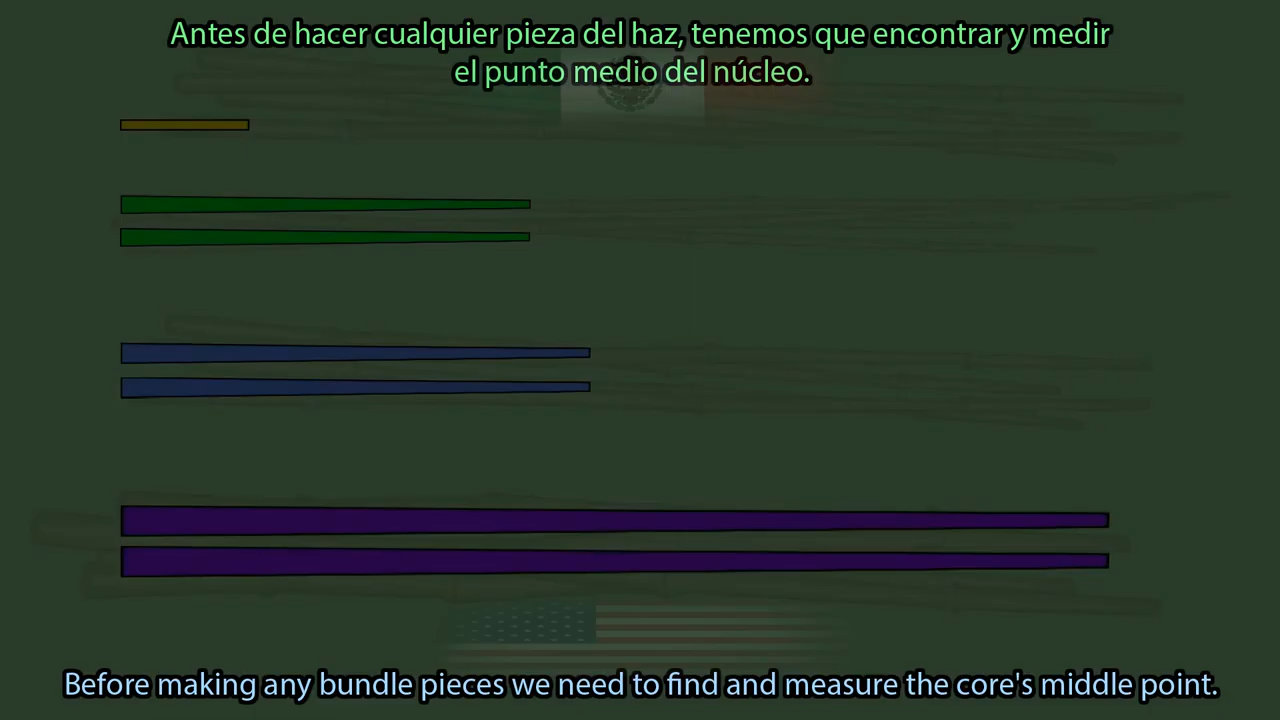 Antes de hacer cualquier pieza del haz, tenemos que encontrar y medir
el punto medio del núcleo.
Before making any bundle pieces we need to find and measure the core's middle point.